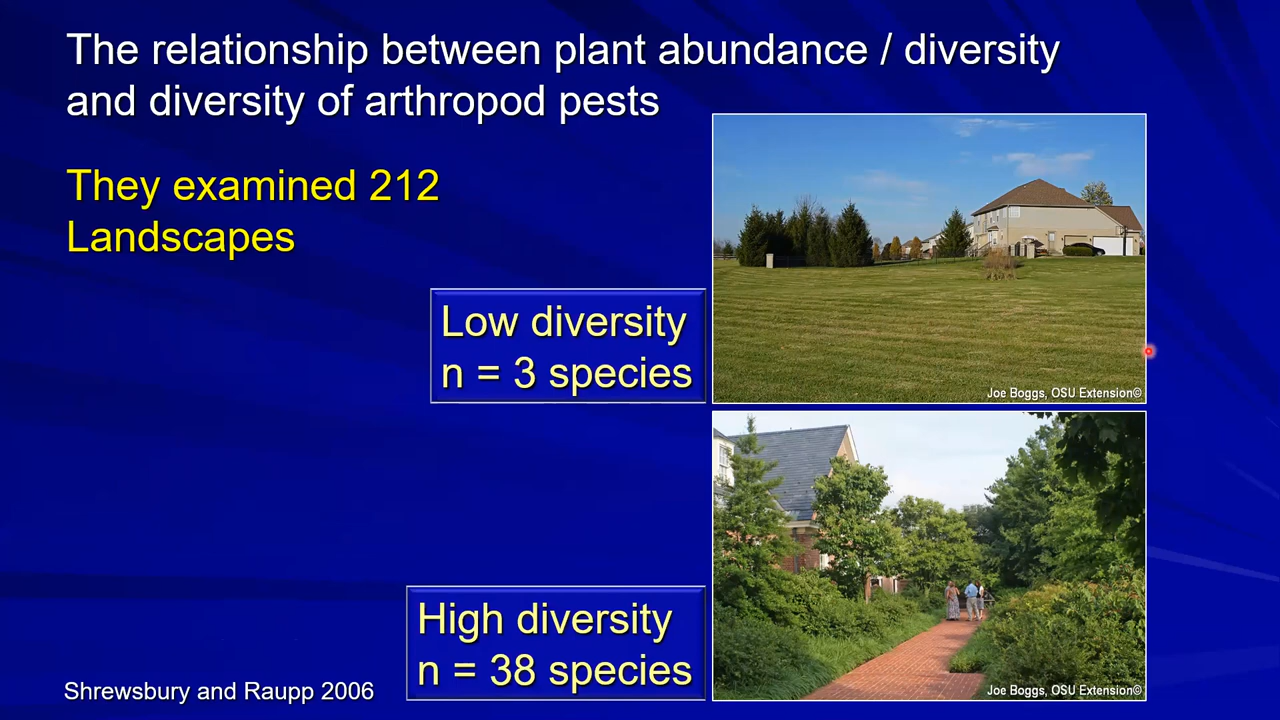 The relationship between plant abundance / diversity
and diversity of arthropod pests
They examined 212
Landscapes
Low diversity
n = 3 species
Joe Boggs, OSU Extension©
High diversity
n = 38 species
Joe Boggs, OSU Extension©
Shrewsbury and Raupp 2006